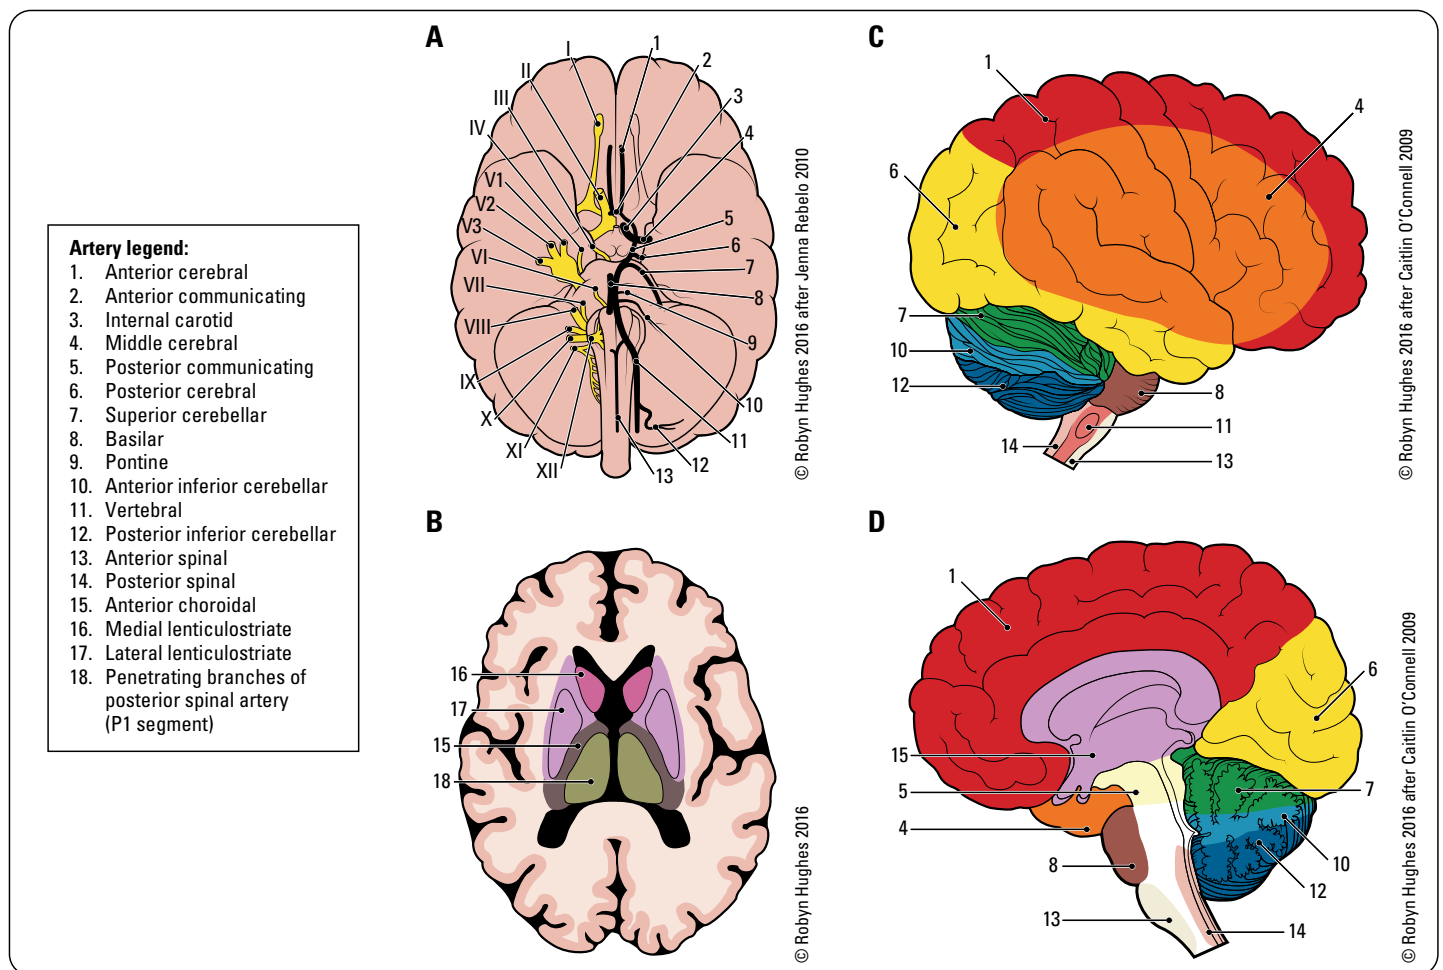 Artery legend:
1. Anterior cerebral
2. Anterior communicating
3. Internal carotid
4. Middle cerebral
5. Posterior communicating
6. Posterior cerebral
7. Superior cerebellar
8. Basilar
9. Pontine
10. Anterior inferior cerebellar
11. Vertebral
12. Posterior inferior cerebellar
13. Anterior spinal
14. Posterior spinal
15. Anterior choroidal
16. Medial lenticulostriate
17. Lateral lenticulostriate
18. Penetrating branches of
posterior spinal artery
(P1 segment)
A
I
II
III
IV
V1
V2
V3
VI
VII
VIII
IX
X
XI
XII
1
2
3
4
5
6
7
8
9
10
11
12
13
© Robyn Hughes 2016 after Jenna Rebelo 2010
B
16
17
15
18
© Robyn Hughes 2016
C
1
4
6
7
10
12
8
11
14
13
© Robyn Hughes 2016 after Caitlin O'Connell 2009
D
1
6
15
5
7
4
10
8
12
13
14
© Robyn Hughes 2016 after Caitlin O'Connell 2009